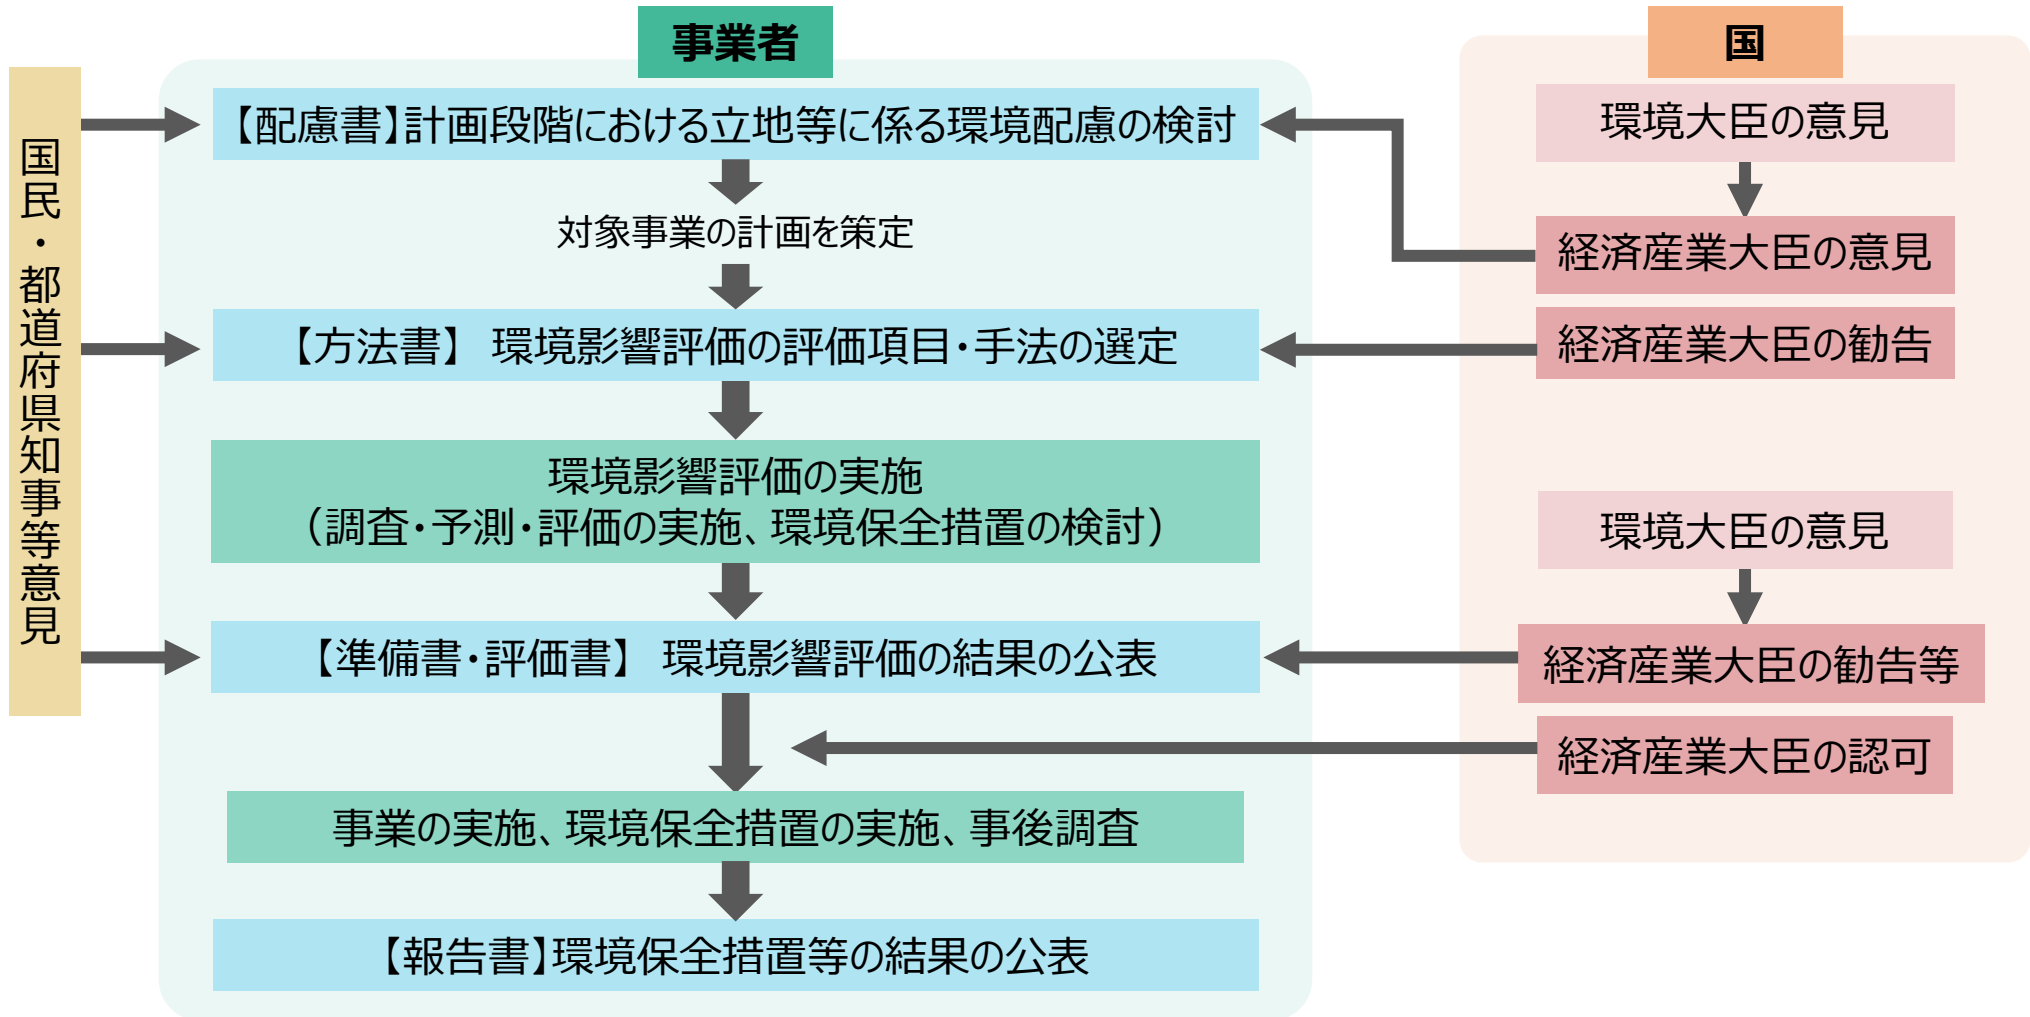 事業者
国
国民・都道府県知事等意見
【配慮書】計画段階における立地等に係る環境配慮の検討
対象事業の計画を策定
【方法書】 環境影響評価の評価項目・手法の選定
環境影響評価の実施
（調査・予測・評価の実施、環境保全措置の検討）
【準備書・評価書】 環境影響評価の結果の公表
事業の実施、環境保全措置の実施、事後調査
【報告書】環境保全措置等の結果の公表
環境大臣の意見
経済産業大臣の意見
経済産業大臣の勧告
環境大臣の意見
経済産業大臣の勧告等
経済産業大臣の認可